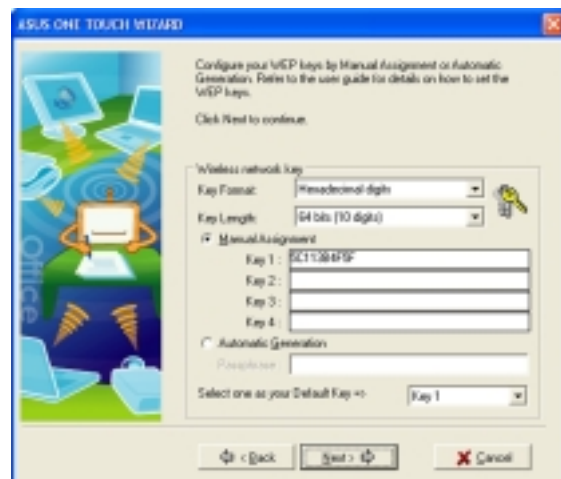 ASUS ONE TOUCH WIZARD
Configure your WEP keys by Manual Assignment or Automatic
Generation. Refer to the user guide for details on how to set the
WEP keys.
Click Next to continue.
Wireless network key
Key Format:
Hexadecimal digits
Key Length:
64 bits (10 digits)
Manual Assignment
Key 1 :
Key 2 :
Key 3 :
Key 4 :
Automatic Generation
Passphrase:
Select one as your Default Key =>
Key 1
< Back
Next >
Cancel
Office